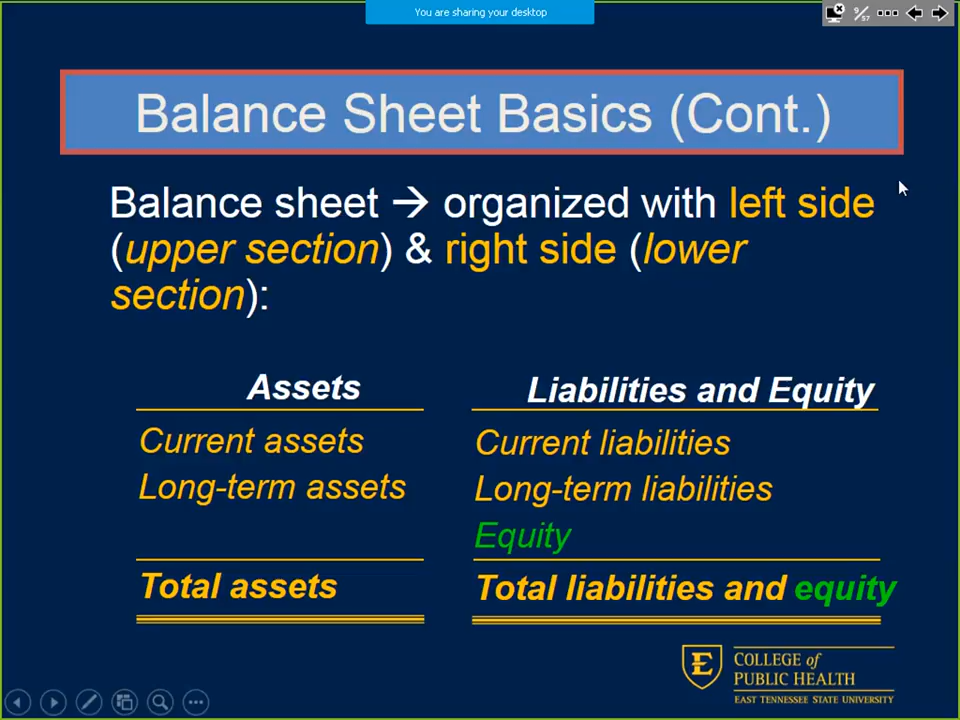 You are sharing your desktop
9/57
Balance Sheet Basics (Cont.)
Balance sheet → organized with left side
(upper section) & right side (lower
section):
Assets
Current assets
Long-term assets
Total assets
Liabilities and Equity
Current liabilities
Long-term liabilities
Equity
Total liabilities and equity
E
COLLEGE of
PUBLIC HEALTH
EAST TENNESSEE STATE UNIVERSITY